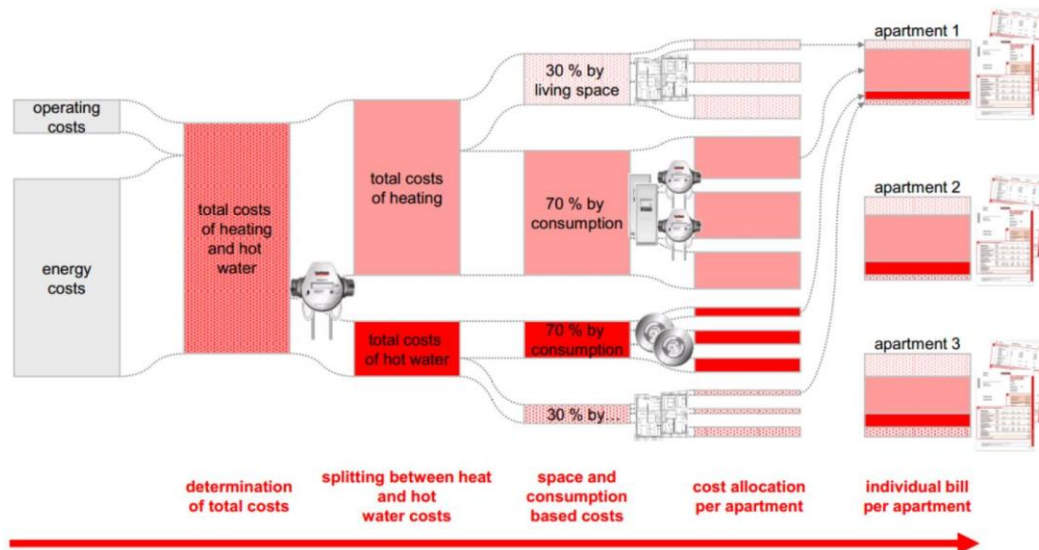 operating
costs
energy
costs
total costs
of heating
and hot
water
total costs
of heating
total costs
of hot water
30 % by
living space
70 % by
consumption
70 % by
consumption
30 % by...
apartment 1
apartment 2
apartment 3
determination
of total costs
splitting between heat
and hot
water costs
space and
consumption
based costs
cost allocation
per apartment
individual bill
per apartment